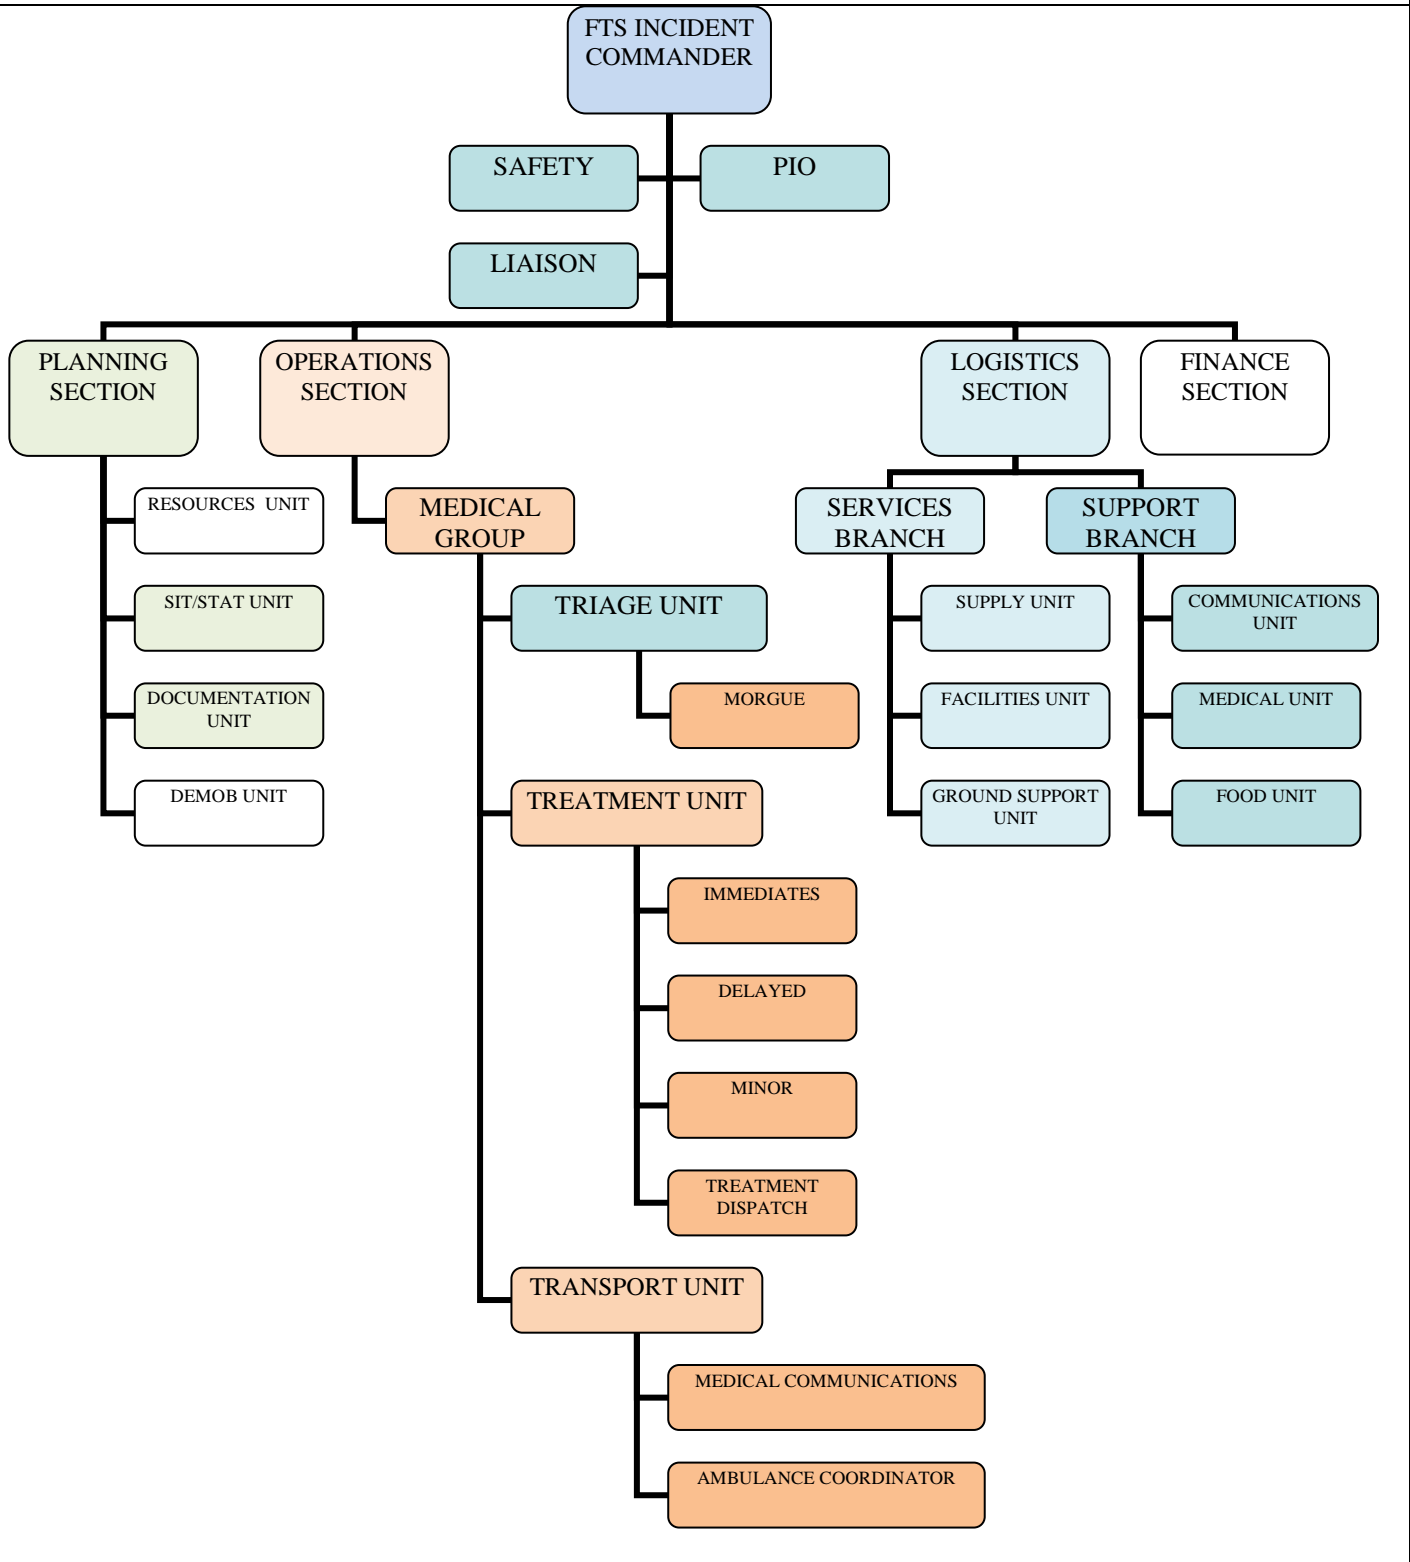 FTS INCIDENT
COMMANDER
SAFETY
PIO
LIAISON
PLANNING
SECTION
OPERATIONS
SECTION
LOGISTICS
SECTION
FINANCE
SECTION
RESOURCES UNIT
MEDICAL
GROUP
SERVICES
BRANCH
SUPPORT
BRANCH
SIT/STAT UNIT
TRIAGE UNIT
SUPPLY UNIT
COMMUNICATIONS
UNIT
DOCUMENTATION
UNIT
MORGUE
FACILITIES UNIT
MEDICAL UNIT
DEMOB UNIT
TREATMENT UNIT
GROUND SUPPORT
UNIT
FOOD UNIT
IMMEDIATES
DELAYED
MINOR
TREATMENT
DISPATCH
TRANSPORT UNIT
MEDICAL COMMUNICATIONS
AMBULANCE COORDINATOR